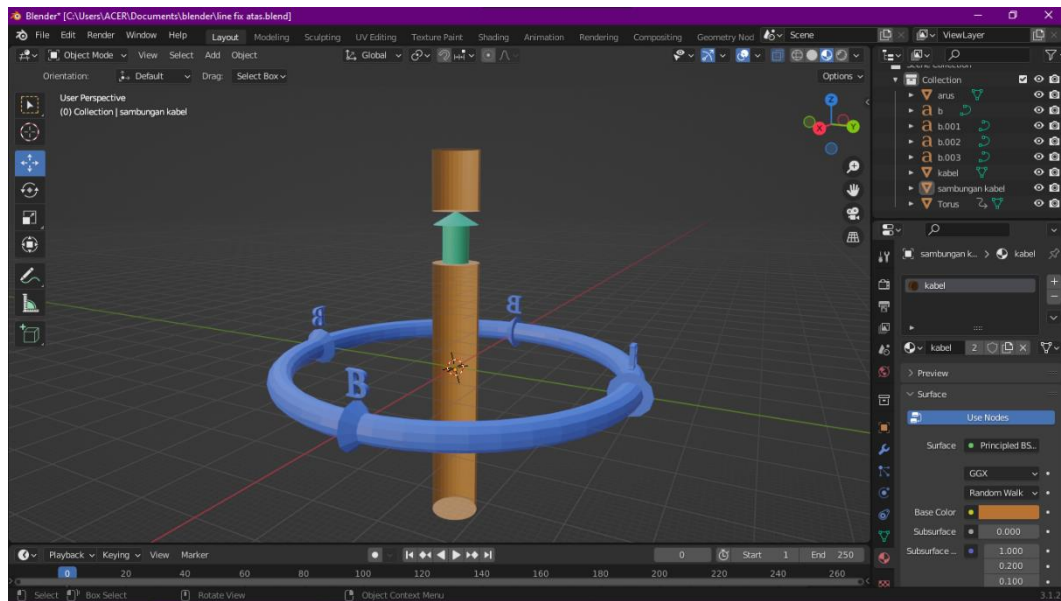 Blender* [C:\Users\ACER\Documents\blender\line fix atas.blend]
File Edit Render Window Help Layout Modeling Sculpting UV Editing Texture Paint Shading Animation Rendering Compositing Geometry Nod Scene ViewLayer
Object Mode View Select Add Object Global
Orientation: Default Drag: Select Box Options
User Perspective
(0) Collection | sambungan kabel
Z
X
Y
B
B
B
Collection
arus
b
b.001
b.002
b.003
kabel
sambungan kabel
Torus
sambungan k... > kabel
kabel
kabel 2
Preview
Surface
Use Nodes
Surface Principled BS..
GGX
Random Walk
Base Color
Subsurface 0.000
Subsurface ... 1.000
0.200
0.100
Playback Keying View Marker 0 Start 1 End 250
0 20 40 60 80 100 120 140 160 180 200 220 240 260
Select Box Select Rotate View Object Context Menu 3.1.2